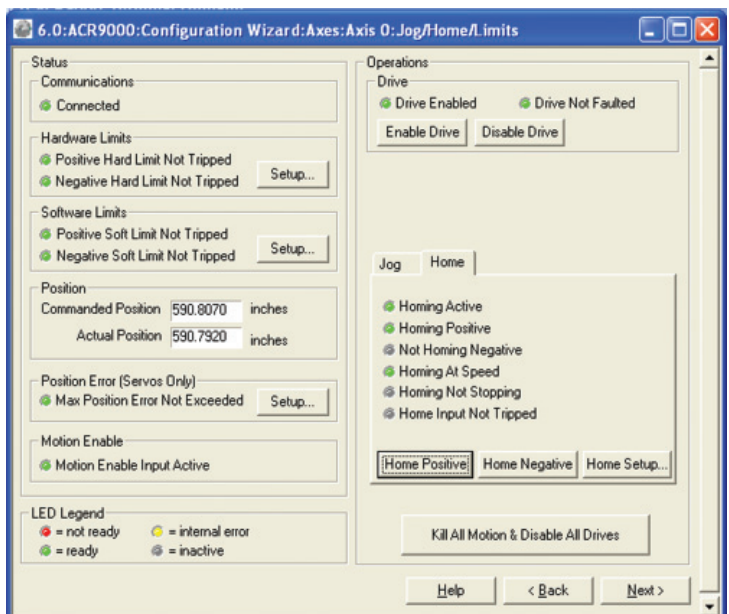 6.0:ACR9000:Configuration Wizard:Axes:Axis 0:Jog/Home/Limits
Status
Communications
Connected
Hardware Limits
Positive Hard Limit Not Tripped
Negative Hard Limit Not Tripped
Setup...
Software Limits
Positive Soft Limit Not Tripped
Negative Soft Limit Not Tripped
Setup...
Position
Commanded Position 590.8070 inches
Actual Position 590.7920 inches
Position Error (Servos Only)
Max Position Error Not Exceeded Setup...
Motion Enable
Motion Enable Input Active
LED Legend
= not ready = internal error
= ready = inactive
Operations
Drive
Drive Enabled Drive Not Faulted
Enable Drive Disable Drive
Jog Home
Homing Active
Homing Positive
Not Homing Negative
Homing At Speed
Homing Not Stopping
Home Input Not Tripped
Home Positive Home Negative Home Setup...
Kill All Motion & Disable All Drives
Help < Back Next >